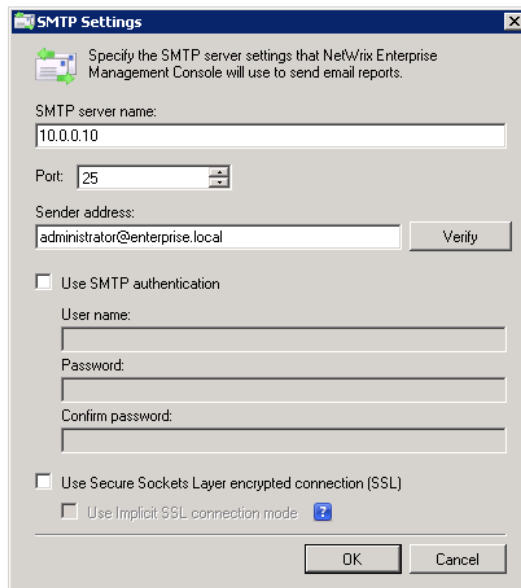 SMTP Settings
Specify the SMTP server settings that NetWrix Enterprise
Management Console will use to send email reports.
SMTP server name:
10.0.0.10
Port: 25
Sender address:
administrator@enterprise.local Verify
Use SMTP authentication
User name:
Password:
Confirm password:
Use Secure Sockets Layer encrypted connection (SSL)
Use Implicit SSL connection mode ?
OK Cancel